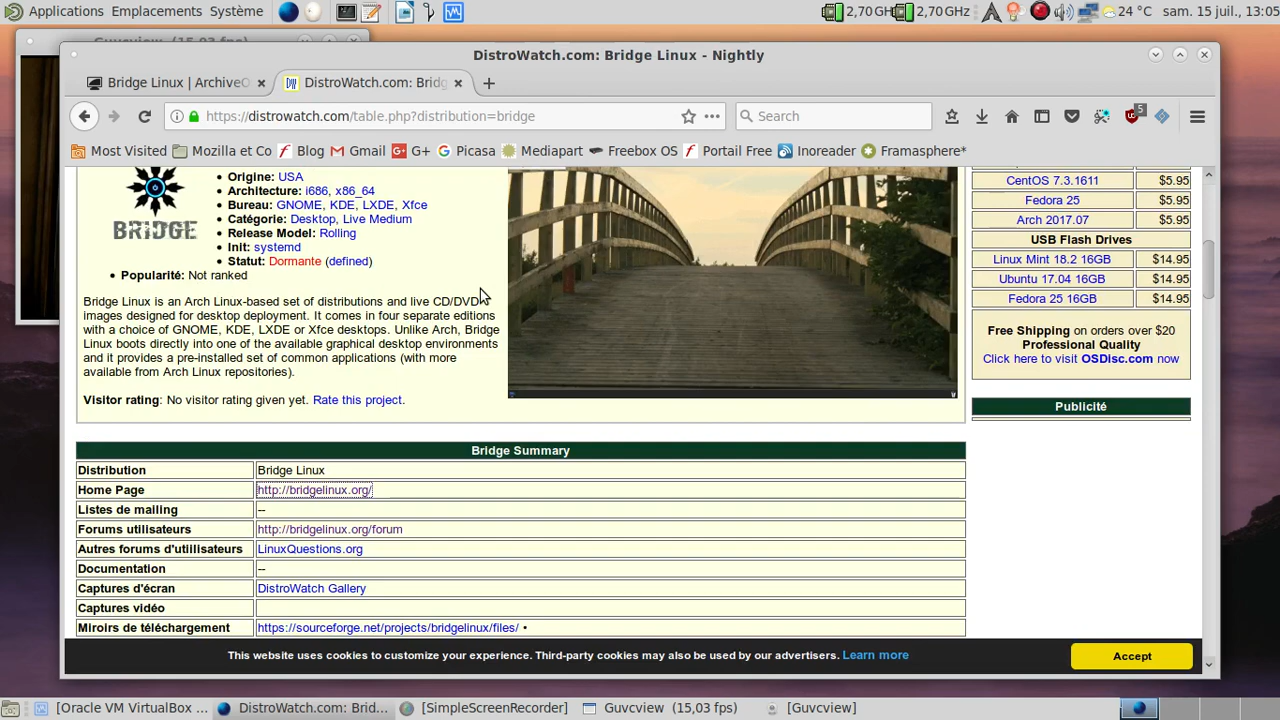 Applications Emplacements Système 2,70 GHz 2,70 GHz 24 °C sam. 15 juil., 13:05
Guvcview (15,03 fps)
DistroWatch.com: Bridge Linux - Nightly
Bridge Linux | ArchiveO DistroWatch.com: Bridg
https://distrowatch.com/table.php?distribution=bridge Search 5
Most Visited Mozilla et Co Blog Gmail G+ Picasa Mediapart Freebox OS Portail Free Inoreader Framasphere*
BRIDGE
• Origine: USA
• Architecture: i686, x86_64
• Bureau: GNOME, KDE, LXDE, Xfce
• Catégorie: Desktop, Live Medium
• Release Model: Rolling
• Init: systemd
• Statut: Dormante (defined)
• Popularité: Not ranked
Bridge Linux is an Arch Linux-based set of distributions and live CD/DVD
images designed for desktop deployment. It comes in four separate editions
with a choice of GNOME, KDE, LXDE or Xfce desktops. Unlike Arch, Bridge
Linux boots directly into one of the available graphical desktop environments
and it provides a pre-installed set of common applications (with more
available from Arch Linux repositories).
Visitor rating: No visitor rating given yet. Rate this project.
CentOS 7.3.1611 $5.95
Fedora 25 $5.95
Arch 2017.07 $5.95
USB Flash Drives
Linux Mint 18.2 16GB $14.95
Ubuntu 17.04 16GB $14.95
Fedora 25 16GB $14.95
Free Shipping on orders over $20
Professional Quality
Click here to visit OSDisc.com now
Publicité
Bridge Summary
Distribution Bridge Linux
Home Page http://bridgelinux.org/
Listes de mailing --
Forums utilisateurs http://bridgelinux.org/forum
Autres forums d'utiilisateurs LinuxQuestions.org
Documentation --
Captures d'écran DistroWatch Gallery
Captures vidéo
Miroirs de téléchargement https://sourceforge.net/projects/bridgelinux/files/ •
This website uses cookies to customize your experience. Third-party cookies may also be used by our advertisers. Learn more Accept
[Oracle VM VirtualBox ... DistroWatch.com: Brid... [SimpleScreenRecorder] Guvcview (15,03 fps) [Guvcview]